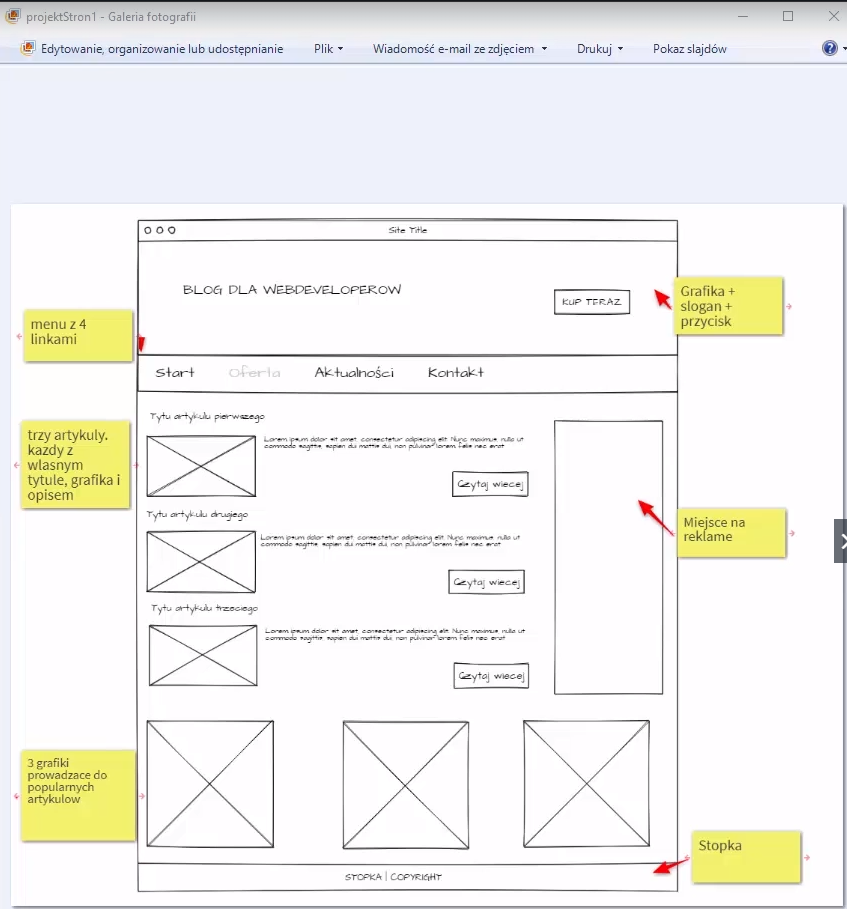 projektStron1 - Galeria fotografii
Edytowanie, organizowanie lub udostępnianie Plik Wiadomość e-mail ze zdjęciem Drukuj Pokaz slajdów
Site Title
BLOG DLA WEBDEVELOPEROW
KUP TERAZ
Grafika +
slogan +
przycisk
menu z 4
linkami
Start Oferta Aktualności Kontakt
Tytu artykulu pierwszego
trzy artykuly.
kazdy z
wlasnym
tytule, grafika i
opisem
Lorem ipsum dolor sit amet, consectetur adipiscing elit. Nunc maximus, nulla ut
commodo sagittis, sapien dui mattis dui, non pulvinar lorem felis nec erat
Czytaj wiecej
Tytu artykulu drugiego
Lorem ipsum dolor sit amet, consectetur adipiscing elit. Nunc maximus, nulla ut
commodo sagittis, sapien dui mattis dui, non pulvinar lorem felis nec erat
Czytaj wiecej
Miejsce na
reklame
Tytu artykulu trzeciego
Lorem ipsum dolor sit amet, consectetur adipiscing elit. Nunc maximus, nulla ut
commodo sagittis, sapien dui mattis dui, non pulvinar lorem felis nec erat
Czytaj wiecej
3 grafiki
prowadzace do
popularnych
artykulow
Stopka
STOPKA | COPYRIGHT